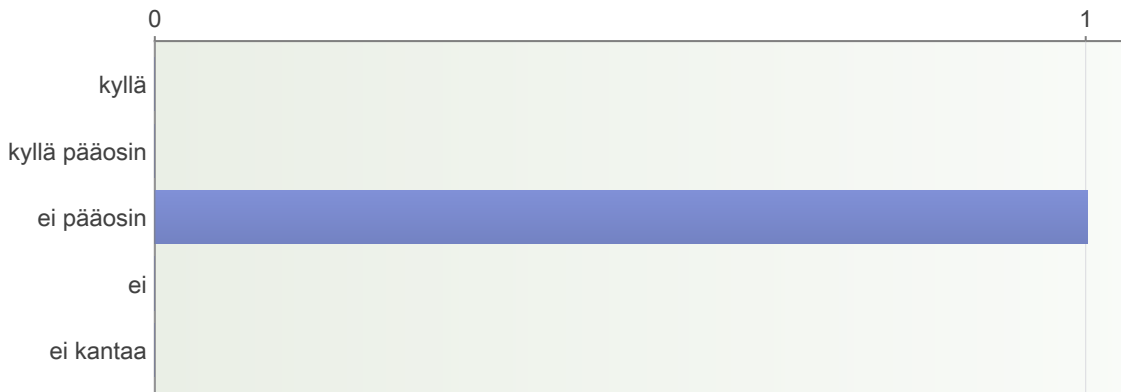 0 1
kyllä
kyllä pääosin
ei pääosin
ei
ei kantaa